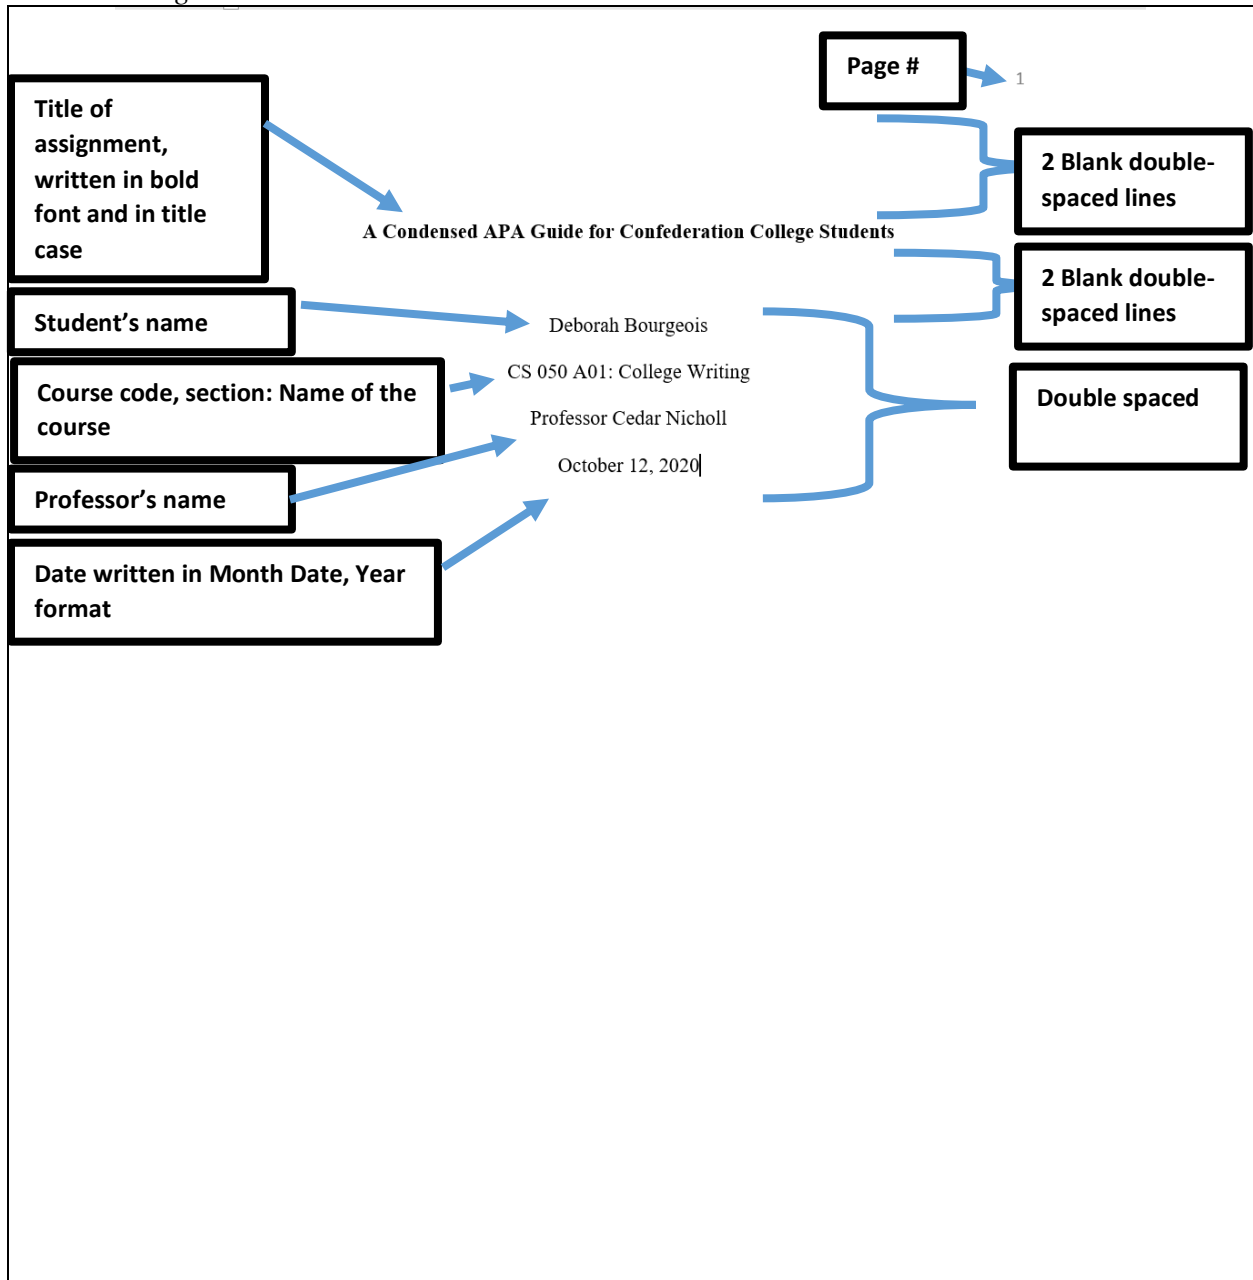 Page #
1
Title of
assignment,
written in bold
font and in title
case
2 Blank double-
spaced lines
A Condensed APA Guide for Confederation College Students
2 Blank double-
spaced lines
Student’s name
Deborah Bourgeois
Course code, section: Name of the
course
CS 050 A01: College Writing
Double spaced
Professor Cedar Nicholl
Professor’s name
October 12, 2020
Date written in Month Date, Year
format